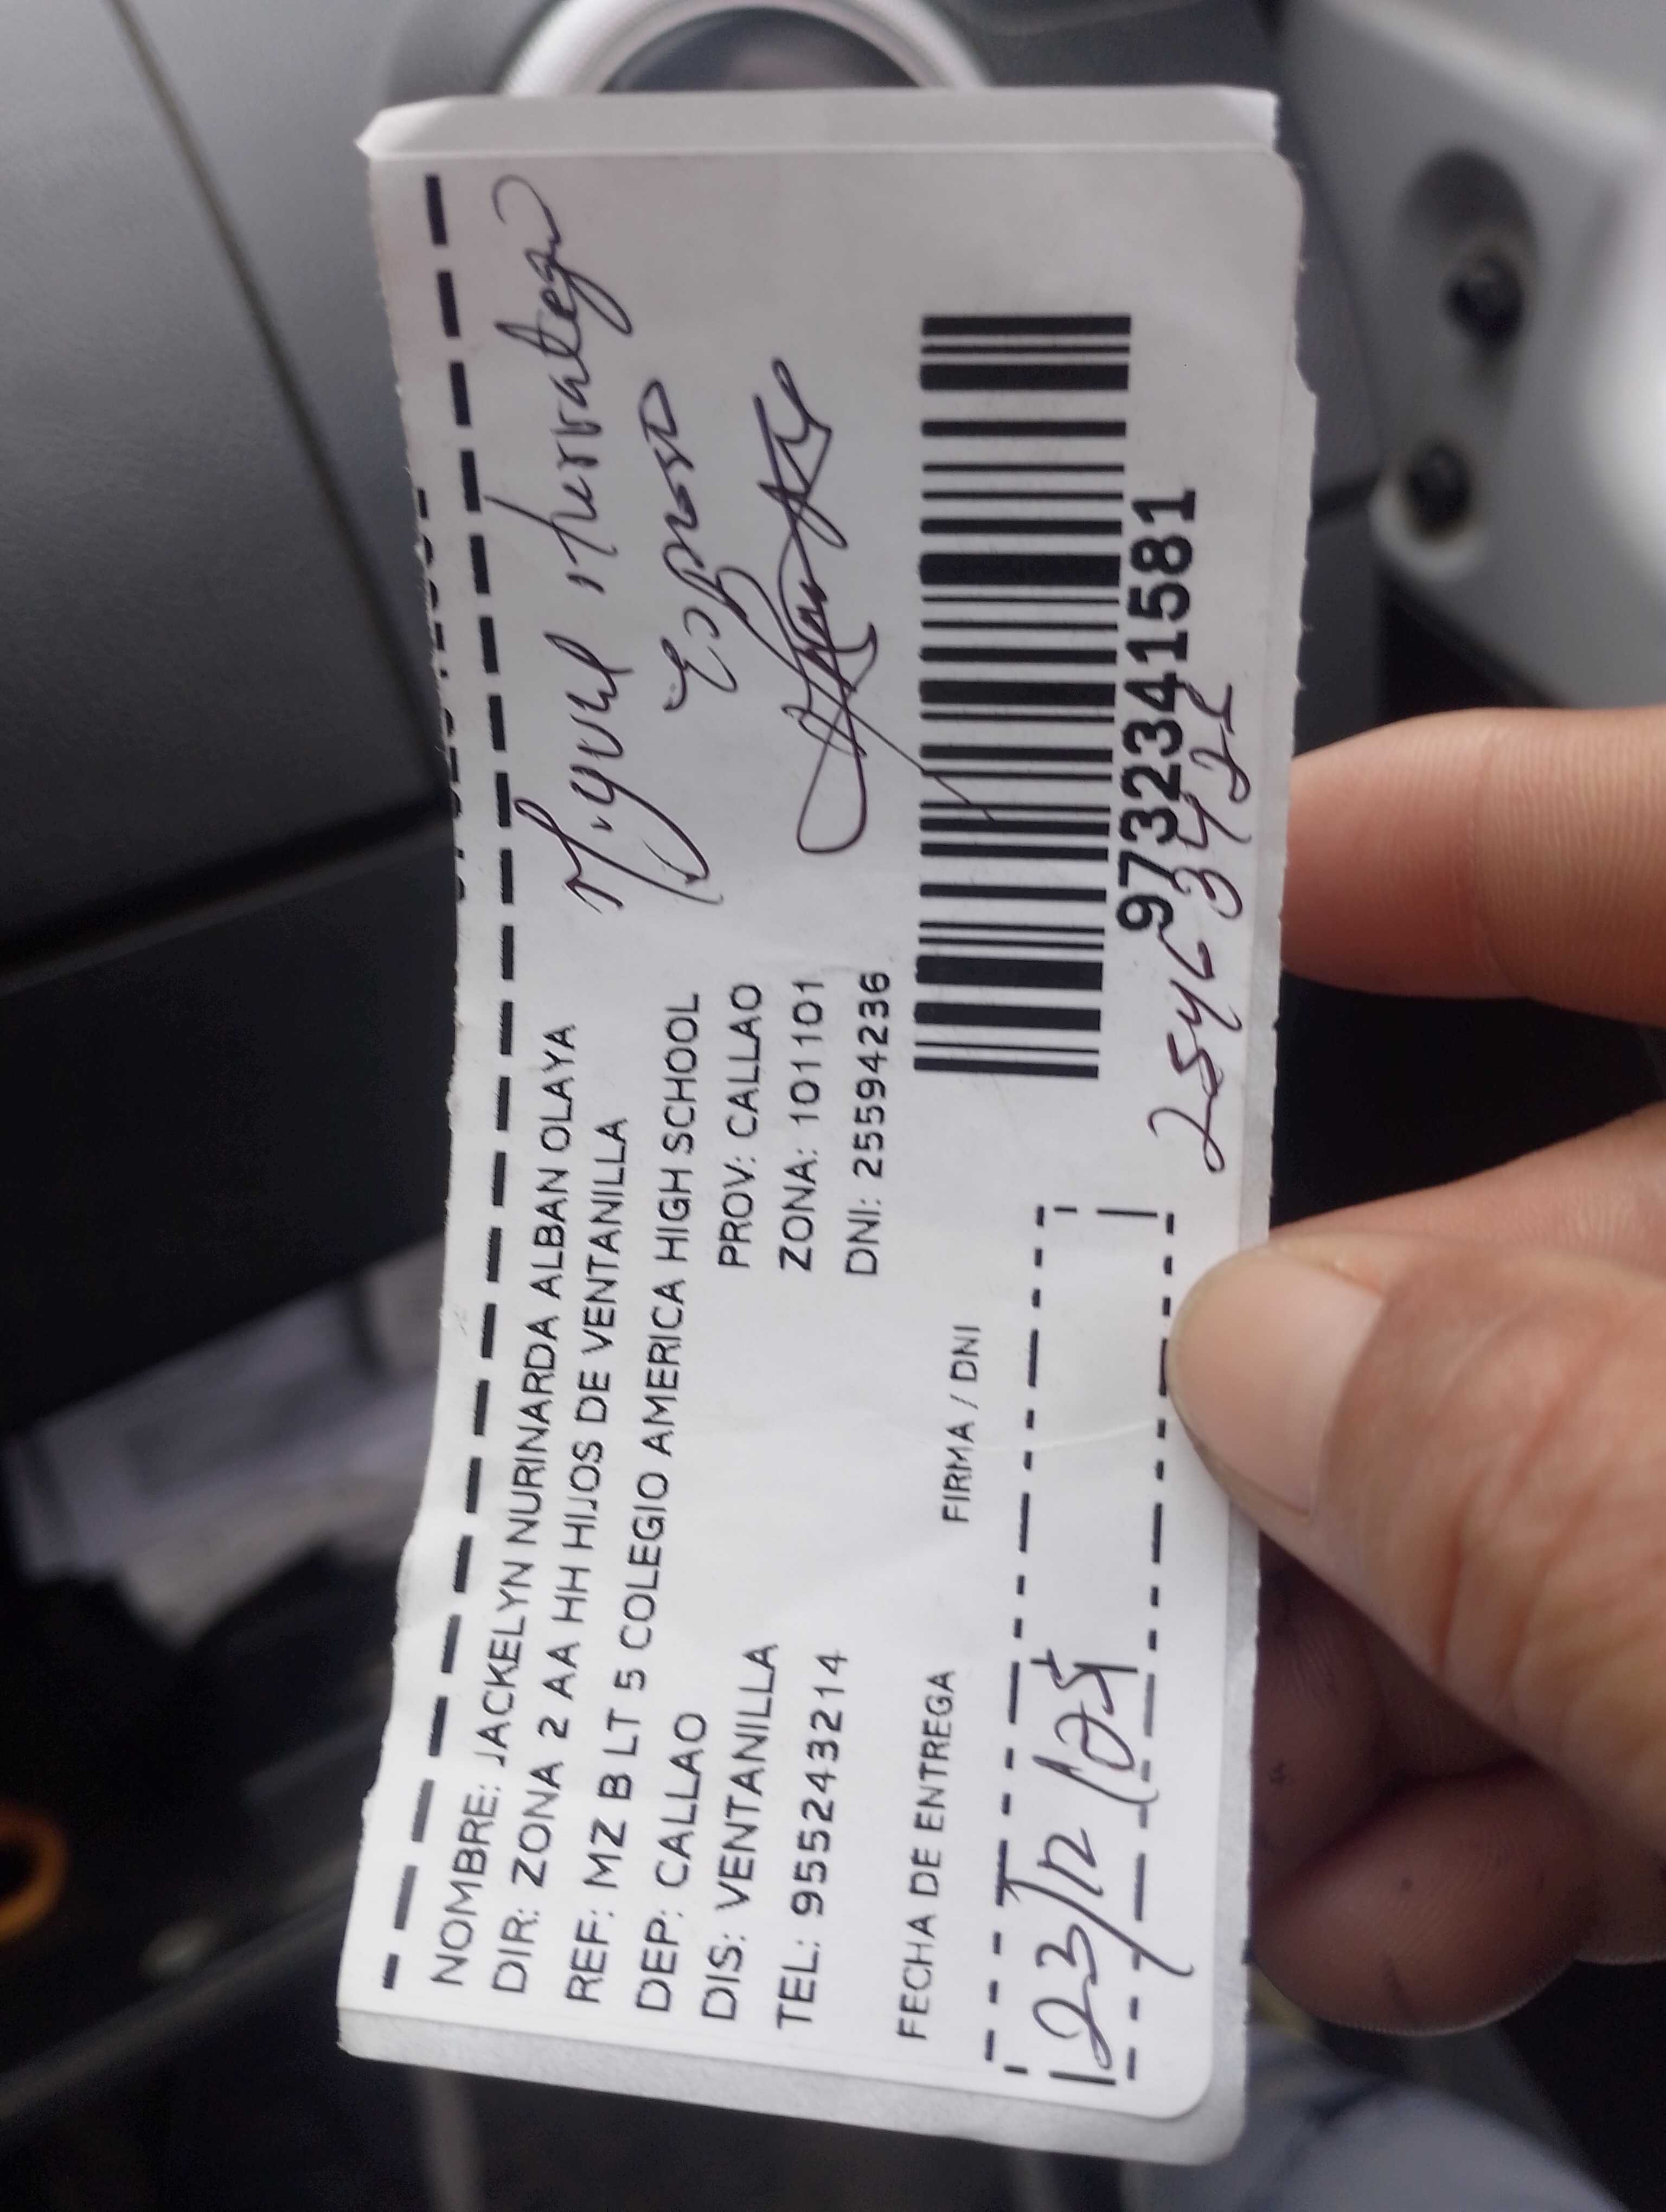 NOMBRE: JACKELYN NURINARDA ALBAN OLAYA
DIR: ZONA 2 AA HH HIJOS DE VENTANILLA
REF: MZ B LT 5 COLEGIO AMERICA HIGH SCHOOL
DEP: CALLAO PROV: CALLAO
DIS: VENTANILLA ZONA: 101101
TEL: 955243214 DNI: 25594236
Esposo
FECHA DE ENTREGA FIRMA / DNI
23/12/25
9732341581